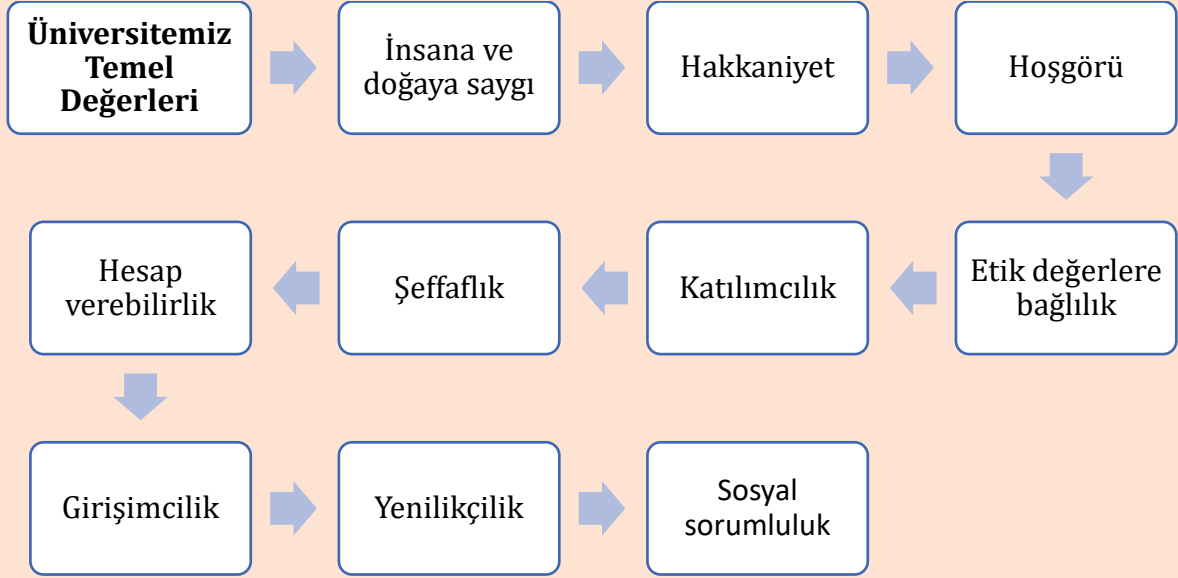 Üniversitemiz
Temel
Değerleri
İnsana ve
doğaya saygı
Hakkaniyet
Hoşgörü
Etik değerlere
bağlılık
Katılımcılık
Şeffaflık
Hesap
verebilirlik
Girişimcilik
Yenilikçilik
Sosyal
sorumluluk